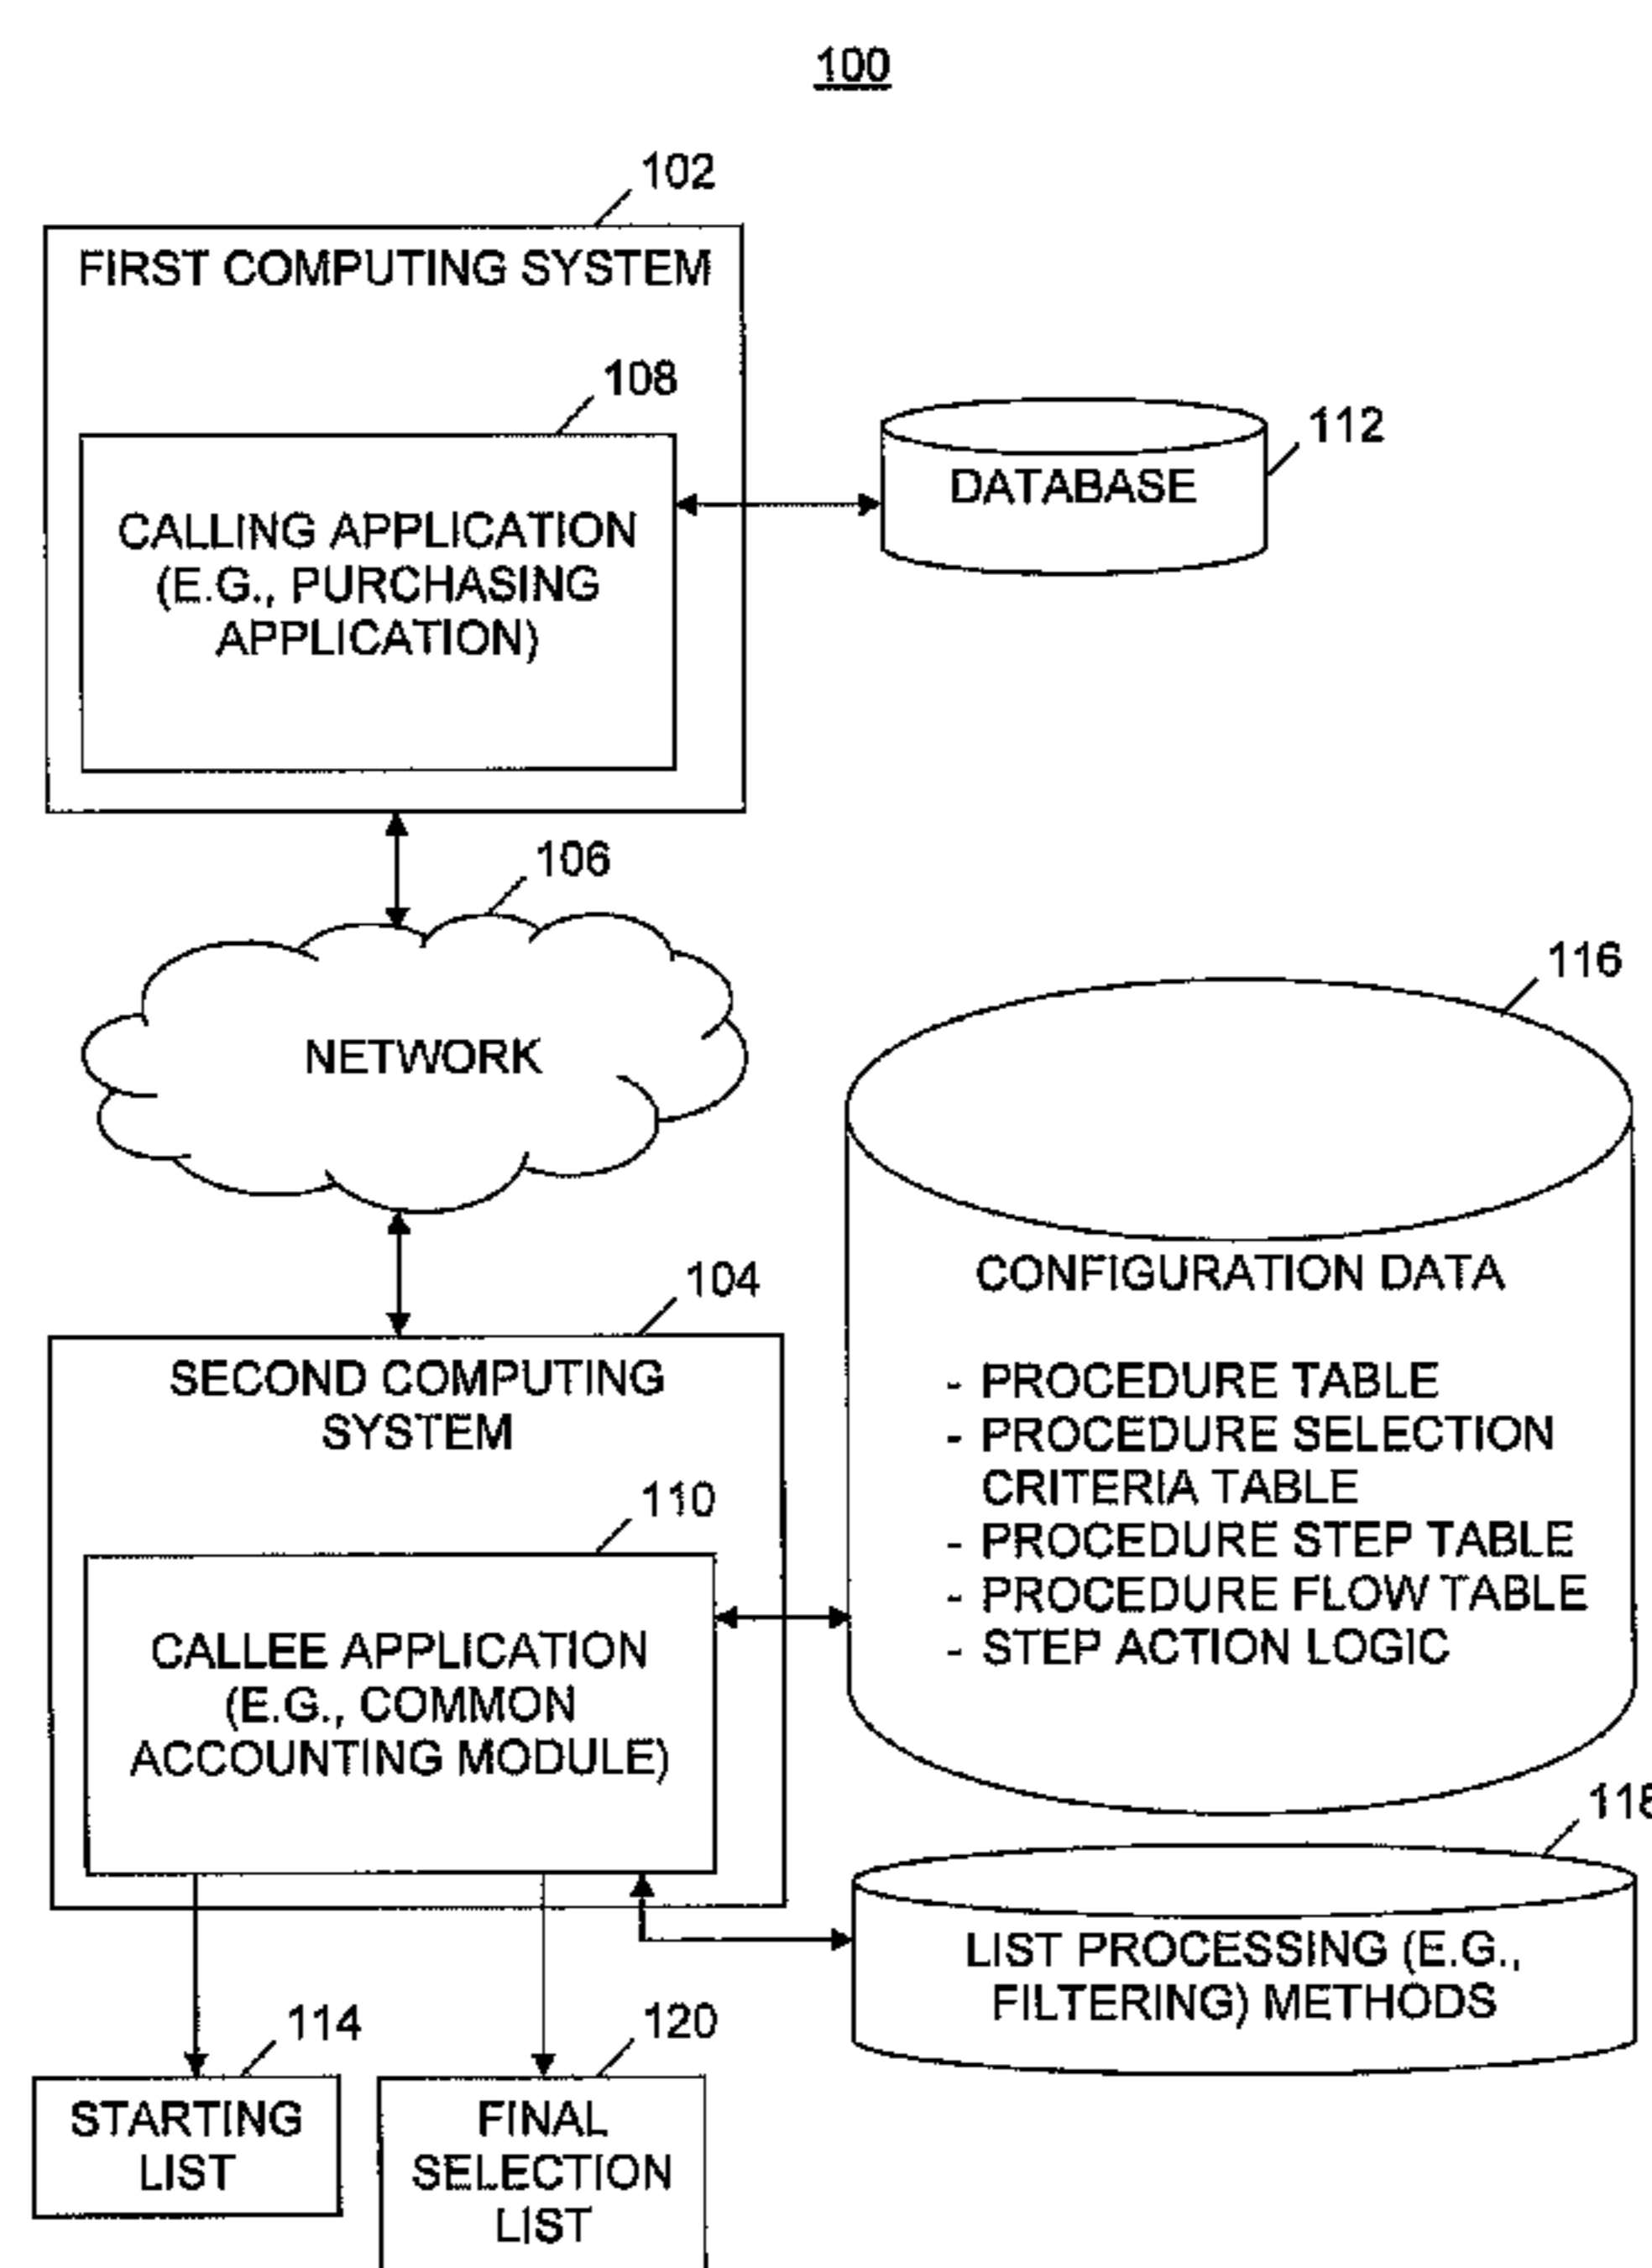 100
102
FIRST COMPUTING SYSTEM
108
CALLING APPLICATION
(E.G., PURCHASING
APPLICATION)
112
DATABASE
106
NETWORK
116
CONFIGURATION DATA
- PROCEDURE TABLE
- PROCEDURE SELECTION
CRITERIA TABLE
- PROCEDURE STEP TABLE
- PROCEDURE FLOW TABLE
- STEP ACTION LOGIC
104
SECOND COMPUTING
SYSTEM
110
CALLEE APPLICATION
(E.G., COMMON
ACCOUNTING MODULE)
118
LIST PROCESSING (E.G.,
FILTERING) METHODS
114
STARTING
LIST
120
FINAL
SELECTION
LIST